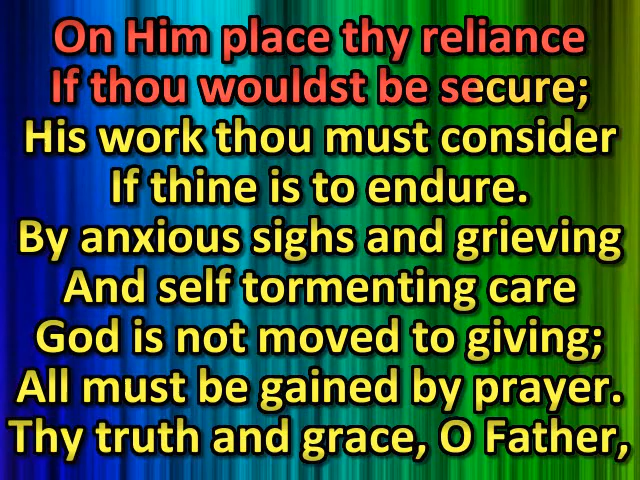 On Him place thy reliance
If thou wouldst be secure;
His work thou must consider
If thine is to endure.
By anxious sighs and grieving
And self tormenting care
God is not moved to giving;
All must be gained by prayer.
Thy truth and grace, O Father,